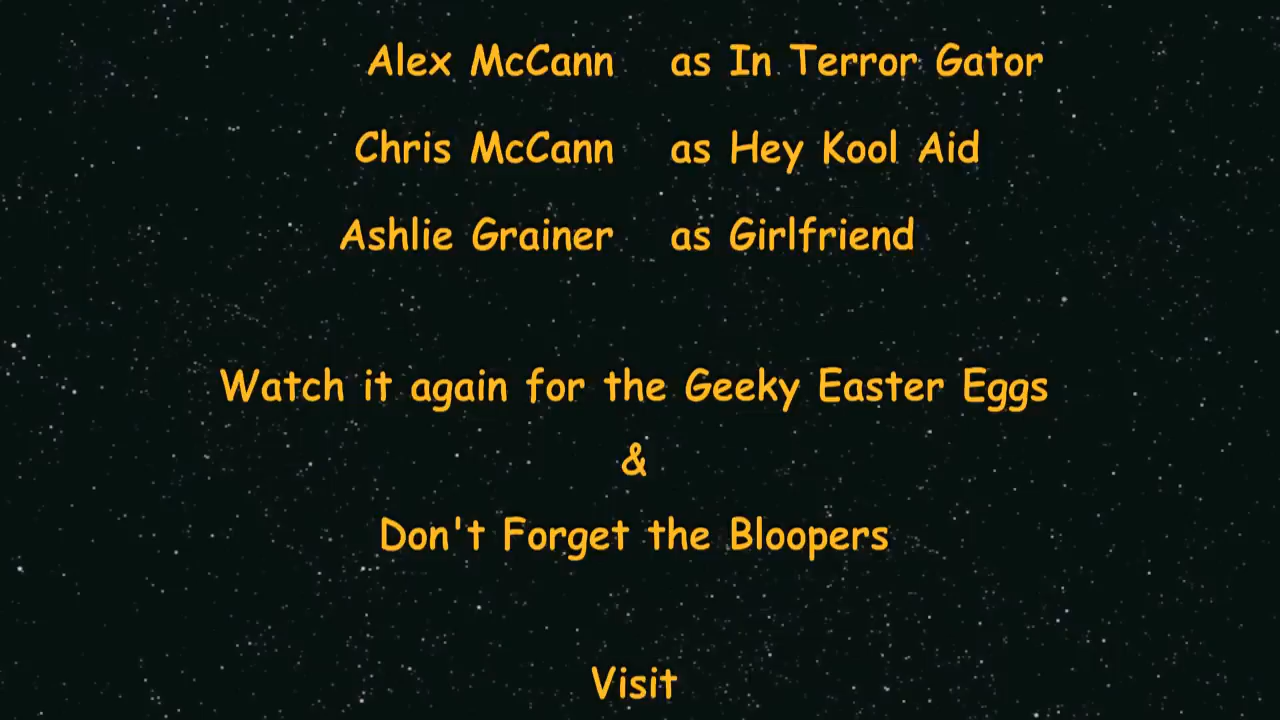 Alex McCann as In Terror Gator
Chris McCann as Hey Kool Aid
Ashlie Grainer as Girlfriend
Watch it again for the Geeky Easter Eggs
&
Don't Forget the Bloopers
Visit